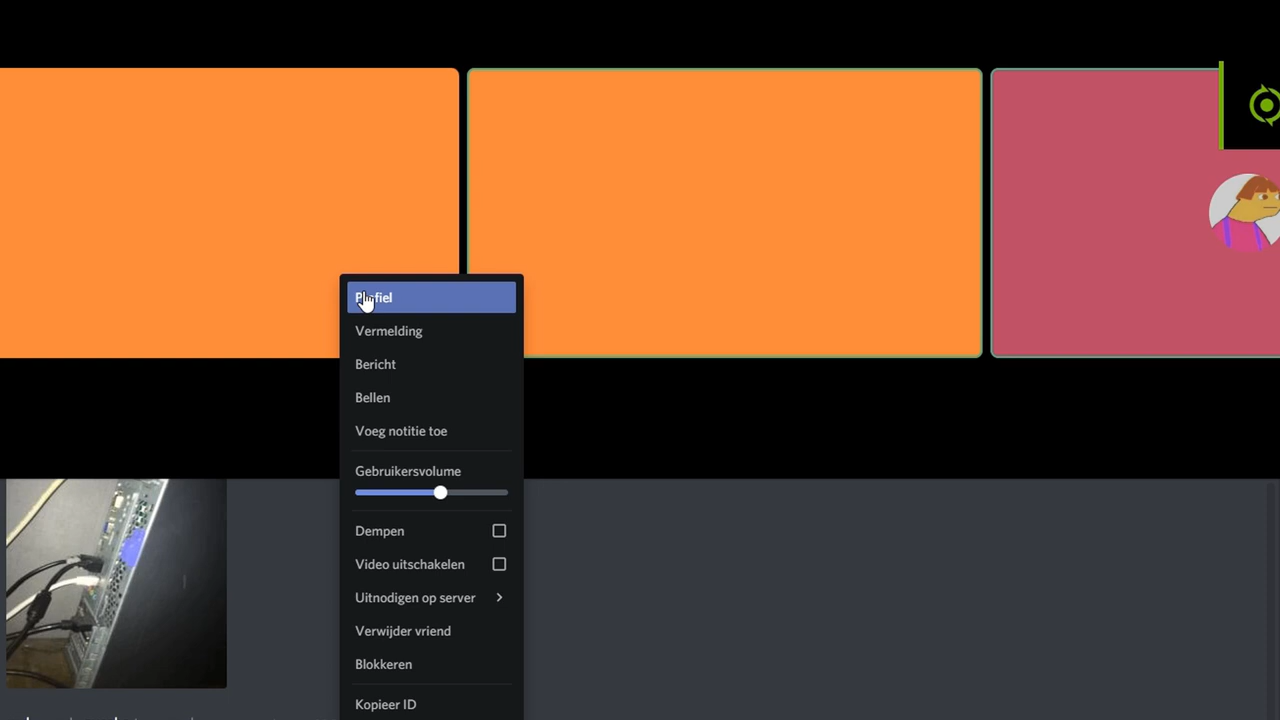 Profiel
Vermelding
Bericht
Bellen
Voeg notitie toe
Gebruikersvolume
Dempen
Video uitschakelen
Uitnodigen op server
Verwijder vriend
Blokkeren
Kopieer ID